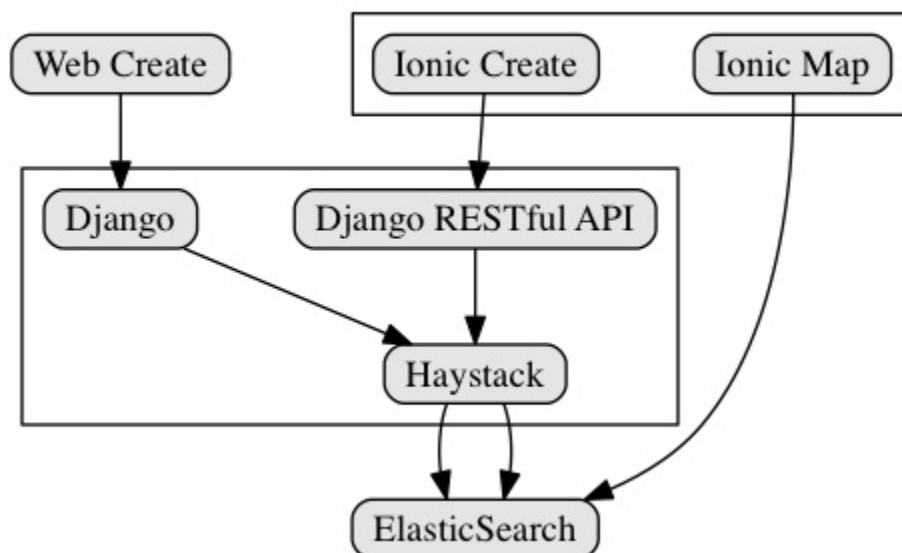 Web Create
Ionic Create
Ionic Map
Django
Django RESTful API
Haystack
ElasticSearch